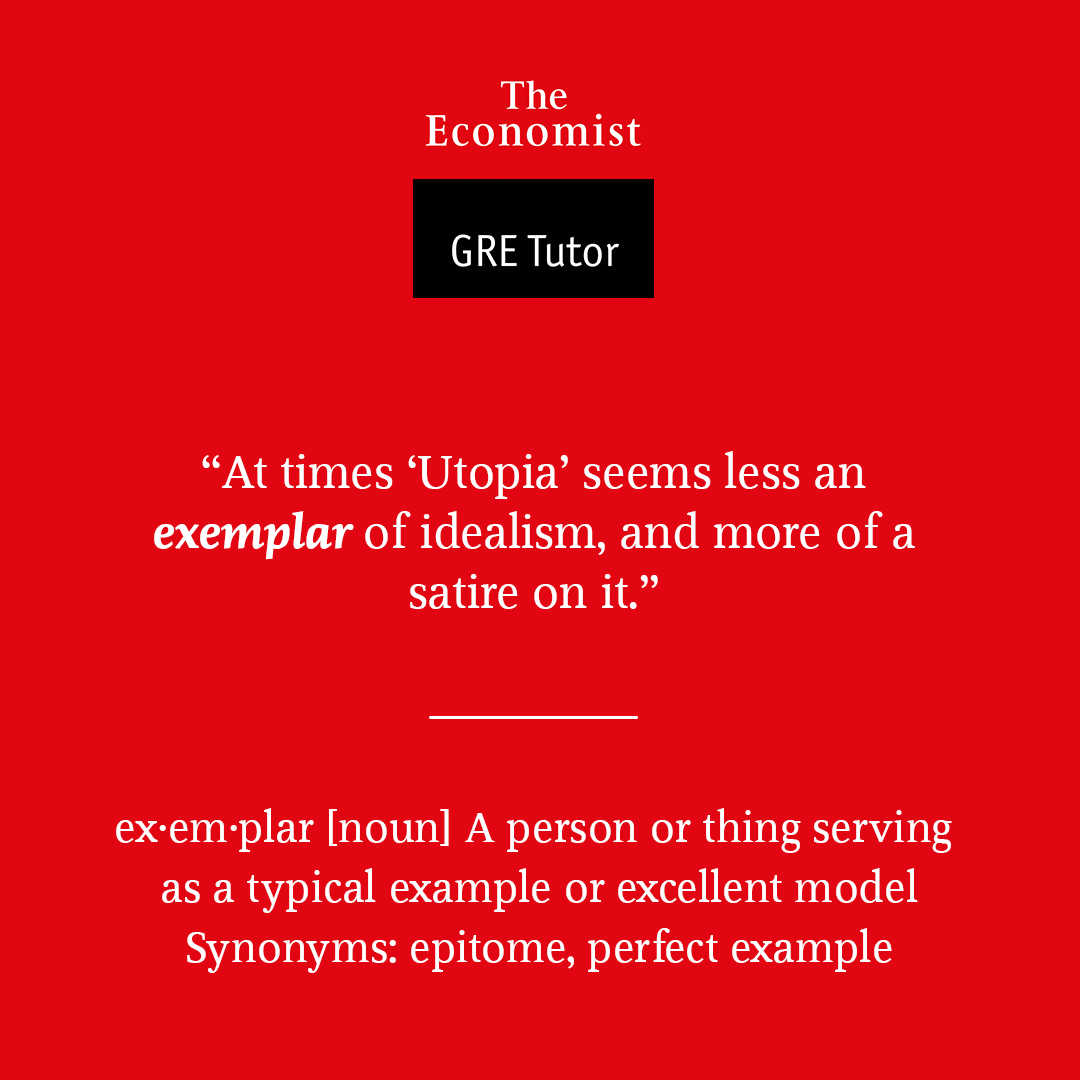 The
Economist
GRE Tutor
“At times ‘Utopia’ seems less an
exemplar of idealism, and more of a
satire on it.”
ex·em·plar [noun] A person or thing serving
as a typical example or excellent model
Synonyms: epitome, perfect example